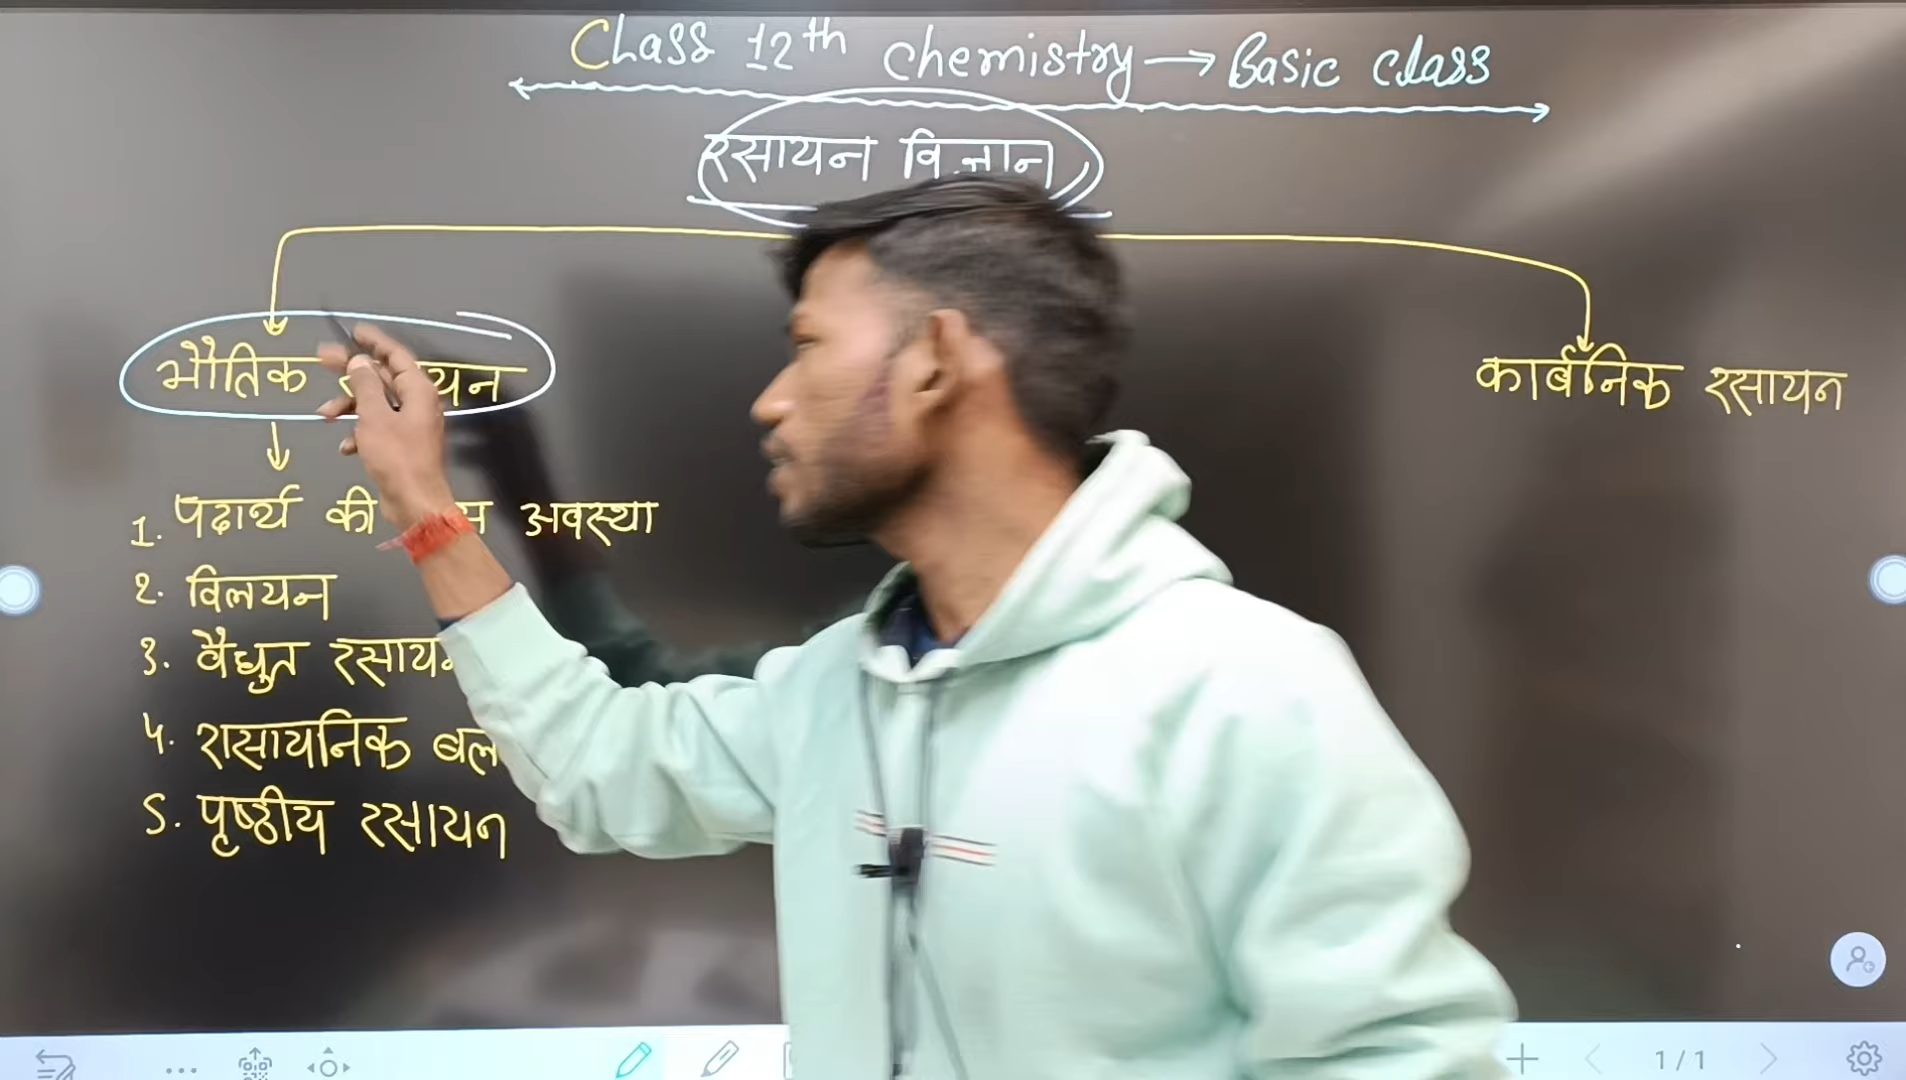 Class 12th Chemistry → Basic Class
रसायन विज्ञान
भौतिक
कार्बनिक रसायन
1. पदार्थ की अवस्था
2. विलयन
3. वैधुत
4. रासायनिक बल
5. पृष्ठीय रसायन
1 / 1